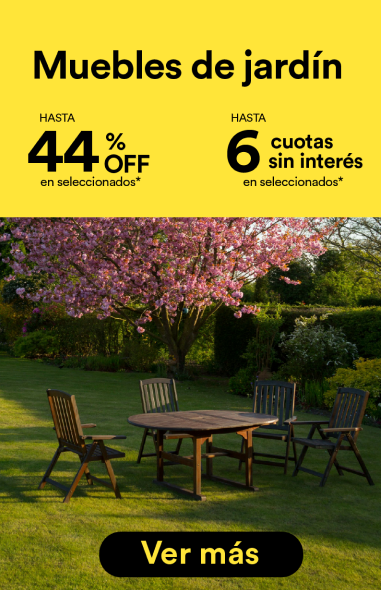 Muebles de jardín
HASTA
44% OFF
en seleccionados*
HASTA
6 cuotas sin interés
en seleccionados*
Ver más